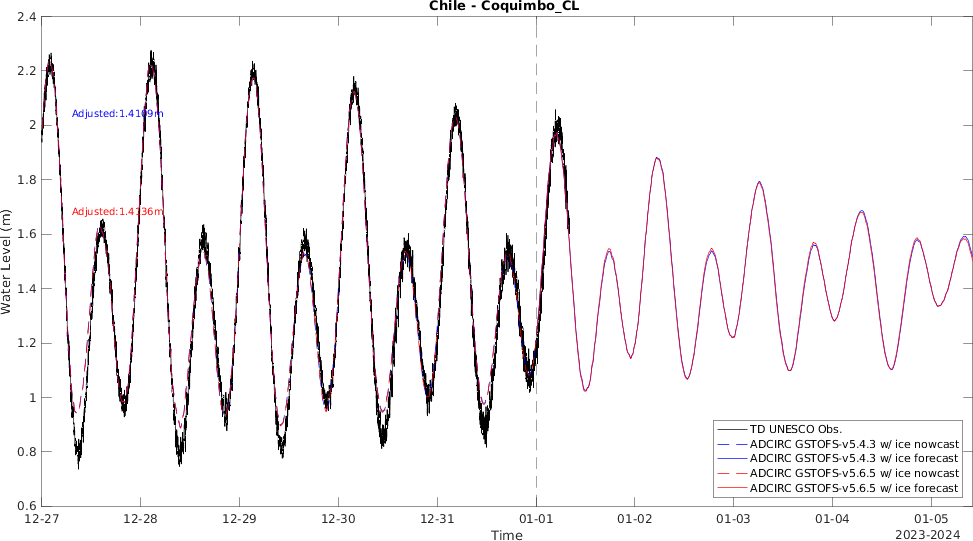 Chile - Coquimbo_CL
2.4
2.2
2
1.8
1.6
1.4
1.2
1
0.8
0.6
Water Level (m)
Adjusted:1.4109m
Adjusted:1.4136m
TD UNESCO Obs.
ADCIRC GSTOFS-v5.4.3 w/ ice nowcast
ADCIRC GSTOFS-v5.4.3 w/ ice forecast
ADCIRC GSTOFS-v5.6.5 w/ ice nowcast
ADCIRC GSTOFS-v5.6.5 w/ ice forecast
12-27 12-28 12-29 12-30 12-31 01-01 01-02 01-03 01-04 01-05
Time
2023-2024